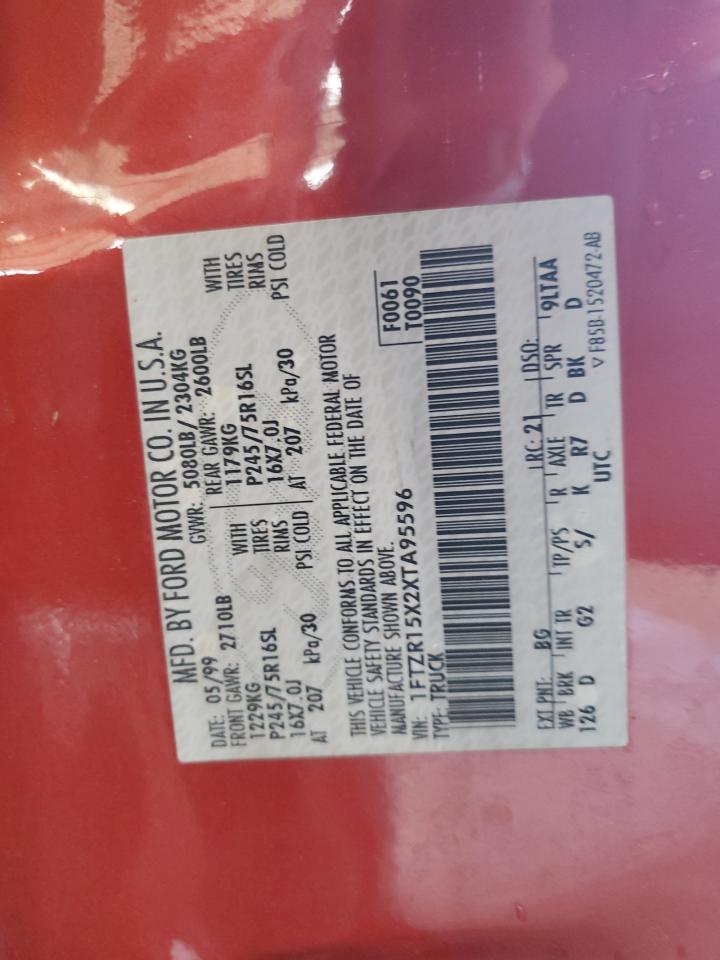 MFD. BY FORD MOTOR CO. IN U.S.A.
DATE: 05/99 GVWR: 5080LB/ 2304KG
FRONT GAWR: 2710LB REAR GAWR: 2600LB
1229KG WITH 1179KG WITH
P245/75R16SL TIRES P245/75R16SL TIRES
16X7.0J RIMS 16X7.0J RIMS
AT 207 kPa/30 PSI COLD AT 207 kPa/30 PSI COLD
THIS VEHICLE CONFORMS TO ALL APPLICABLE FEDERAL MOTOR
VEHICLE SAFETY STANDARDS IN EFFECT ON THE DATE OF
MANUFACTURE SHOWN ABOVE. F0061
VIN: 1FTZR15X2XTA95596 T0090
TYPE: TRUCK
EXT PNT: BG RC: 21 DSO:
WB BRK INT TR TP/PS R AXLE TR SPR 9LTAA
126 D G2 S/ K R7 D BK D
UTC ▽ F85B-1520472-AB